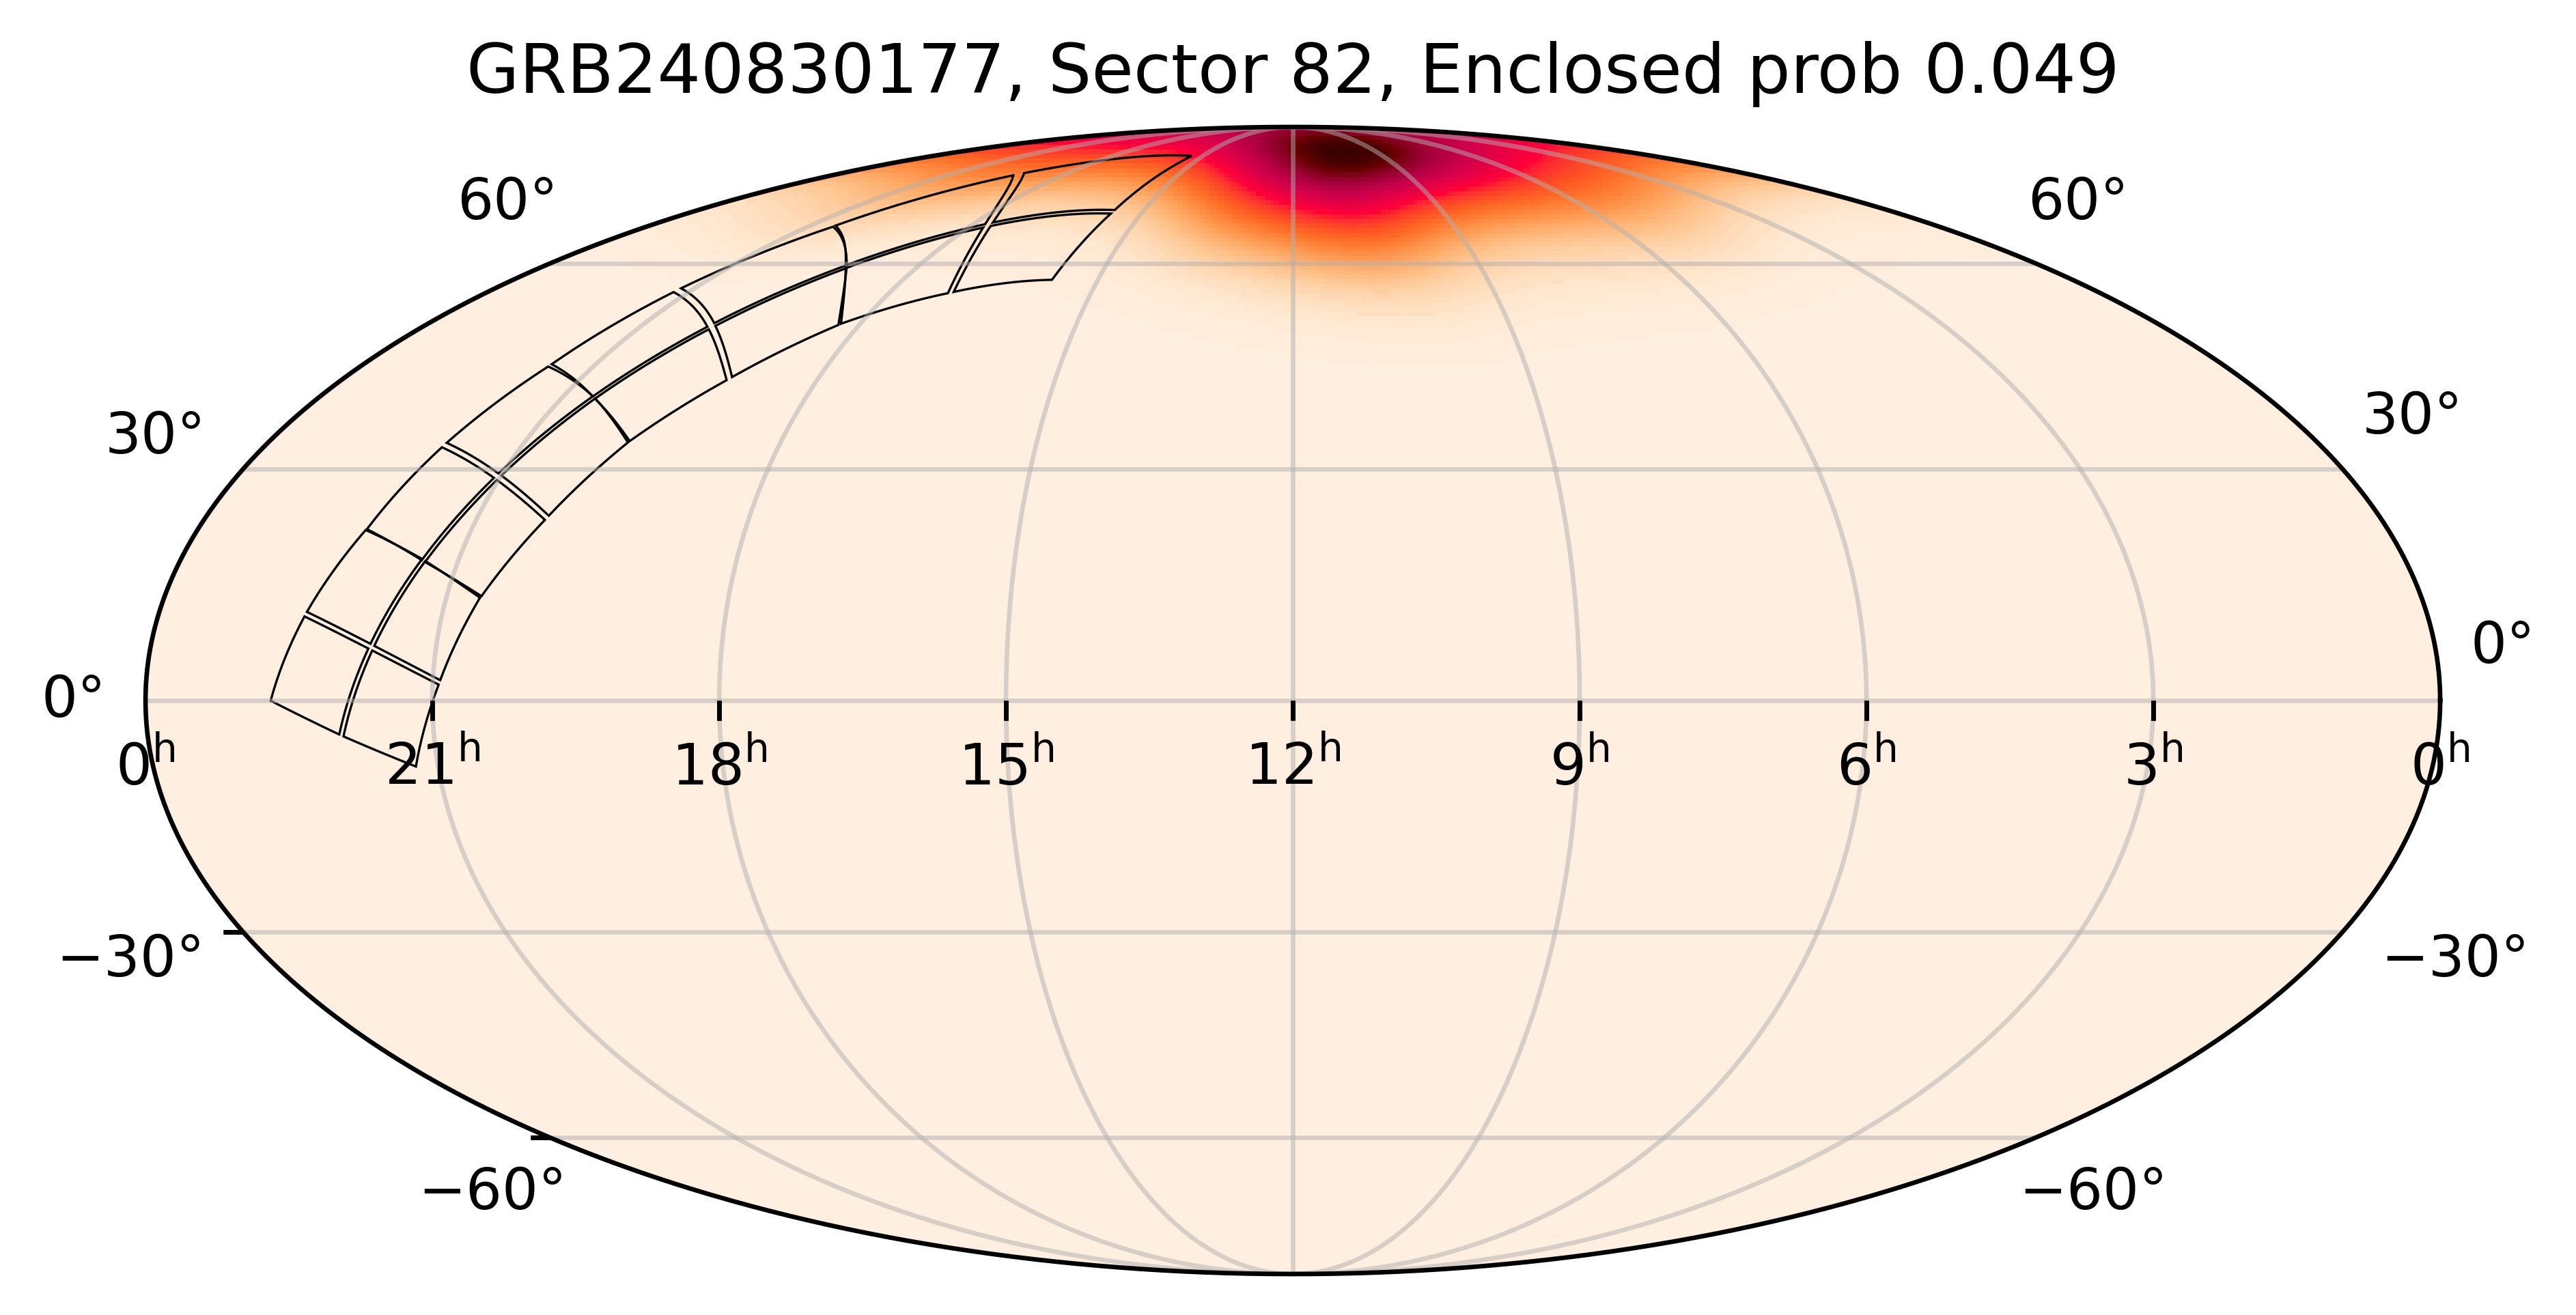 GRB240830177, Sector 82, Enclosed prob 0.049
60° 60°
30° 30°
0° 0°
0h 21h 18h 15h 12h 9h 6h 3h 0h
−30° −30°
−60° −60°